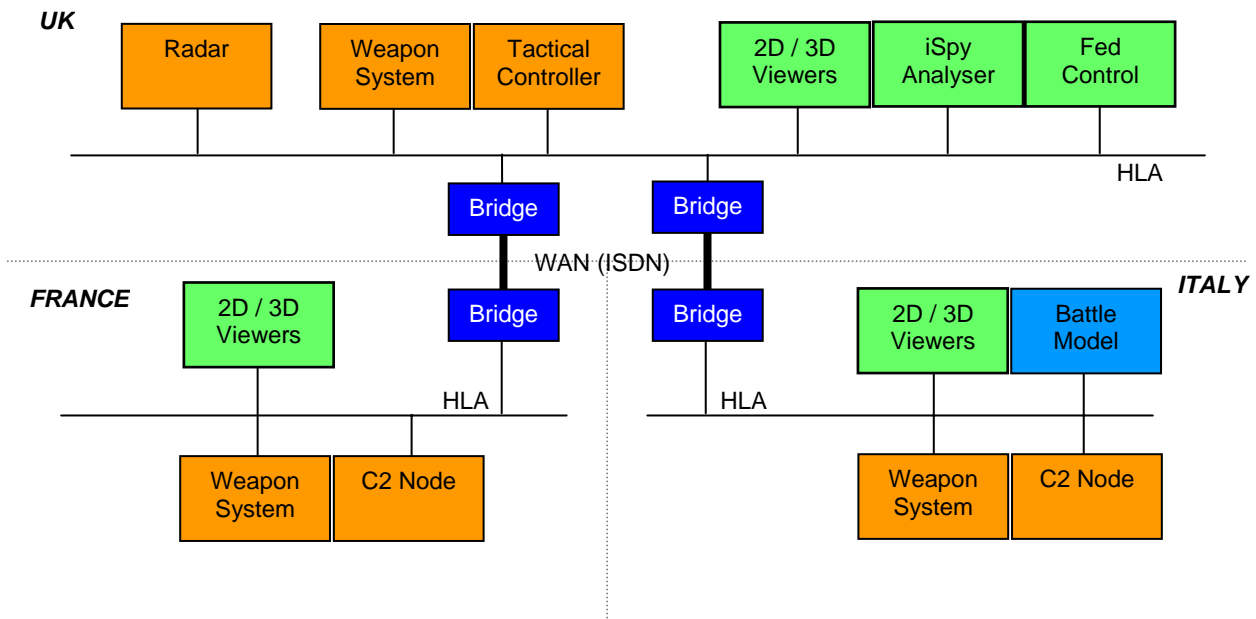 UK
Radar
Weapon
System
Tactical
Controller
2D / 3D
Viewers
iSpy
Analyser
Fed
Control
HLA
Bridge
Bridge
WAN (ISDN)
FRANCE
ITALY
2D / 3D
Viewers
Bridge
Bridge
2D / 3D
Viewers
Battle
Model
HLA
HLA
Weapon
System
C2 Node
Weapon
System
C2 Node